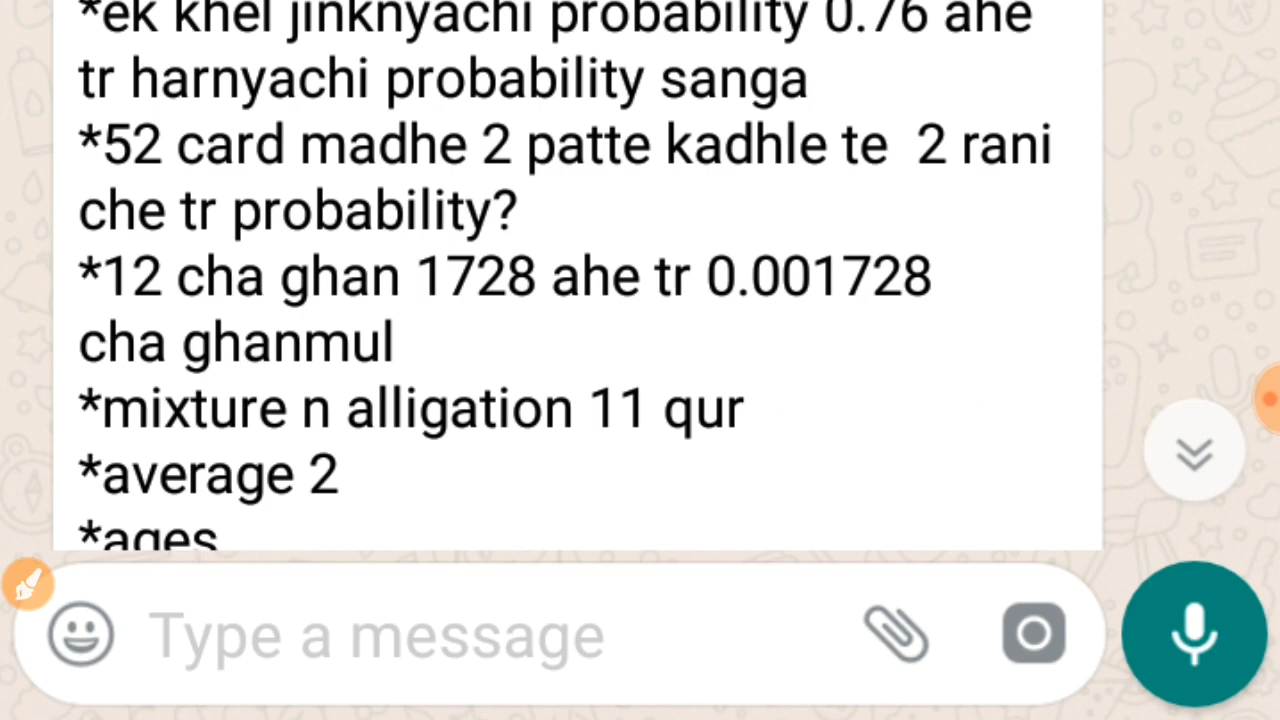 *ek khel jinknyachi probability 0.76 ahe
tr harnyachi probability sanga
*52 card madhe 2 patte kadhle te  2 rani
che tr probability?
*12 cha ghan 1728 ahe tr 0.001728
cha ghanmul
*mixture n alligation 11 qur
*average 2
*ages
Type a message